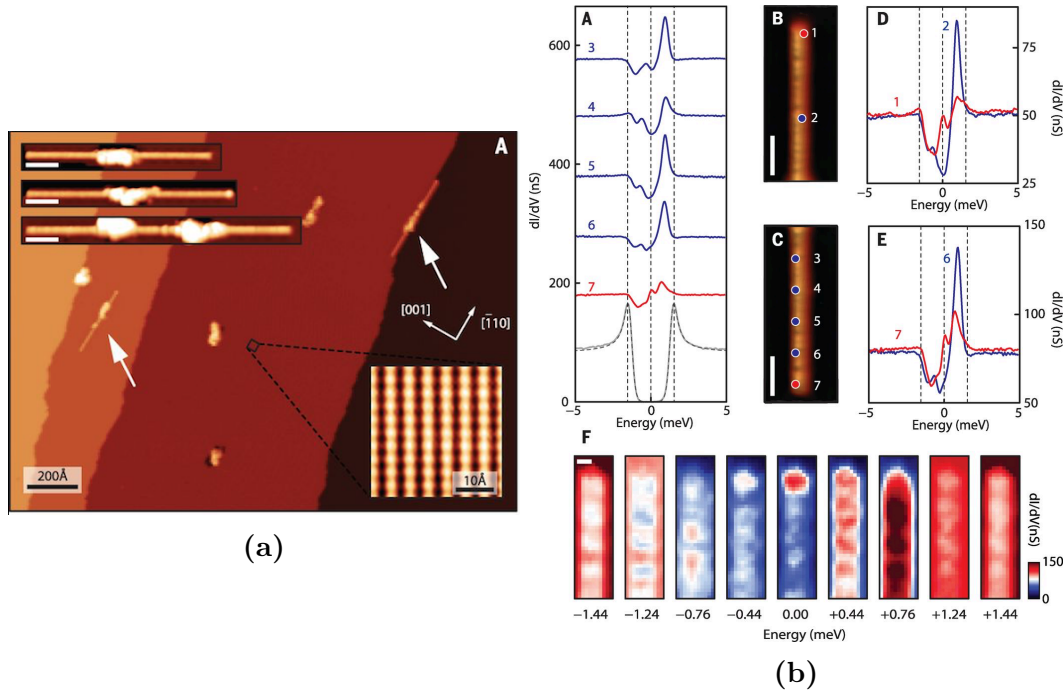 A
[001]
[1̄10]
200Å
10Å
(a)
A
600
400
200
0
dI/dV (nS)
3
4
5
6
7
−5
0
5
Energy (meV)
B
1
2
C
3
4
5
6
7
D
2
1
75
50
25
dI/dV (nS)
−5
0
5
Energy (meV)
E
6
7
150
100
50
dI/dV (nS)
−5
0
5
Energy (meV)
F
−1.44
−1.24
−0.76
−0.44
0.00
+0.44
+0.76
+1.24
+1.44
Energy (meV)
dI/dV(nS)
150
0
(b)